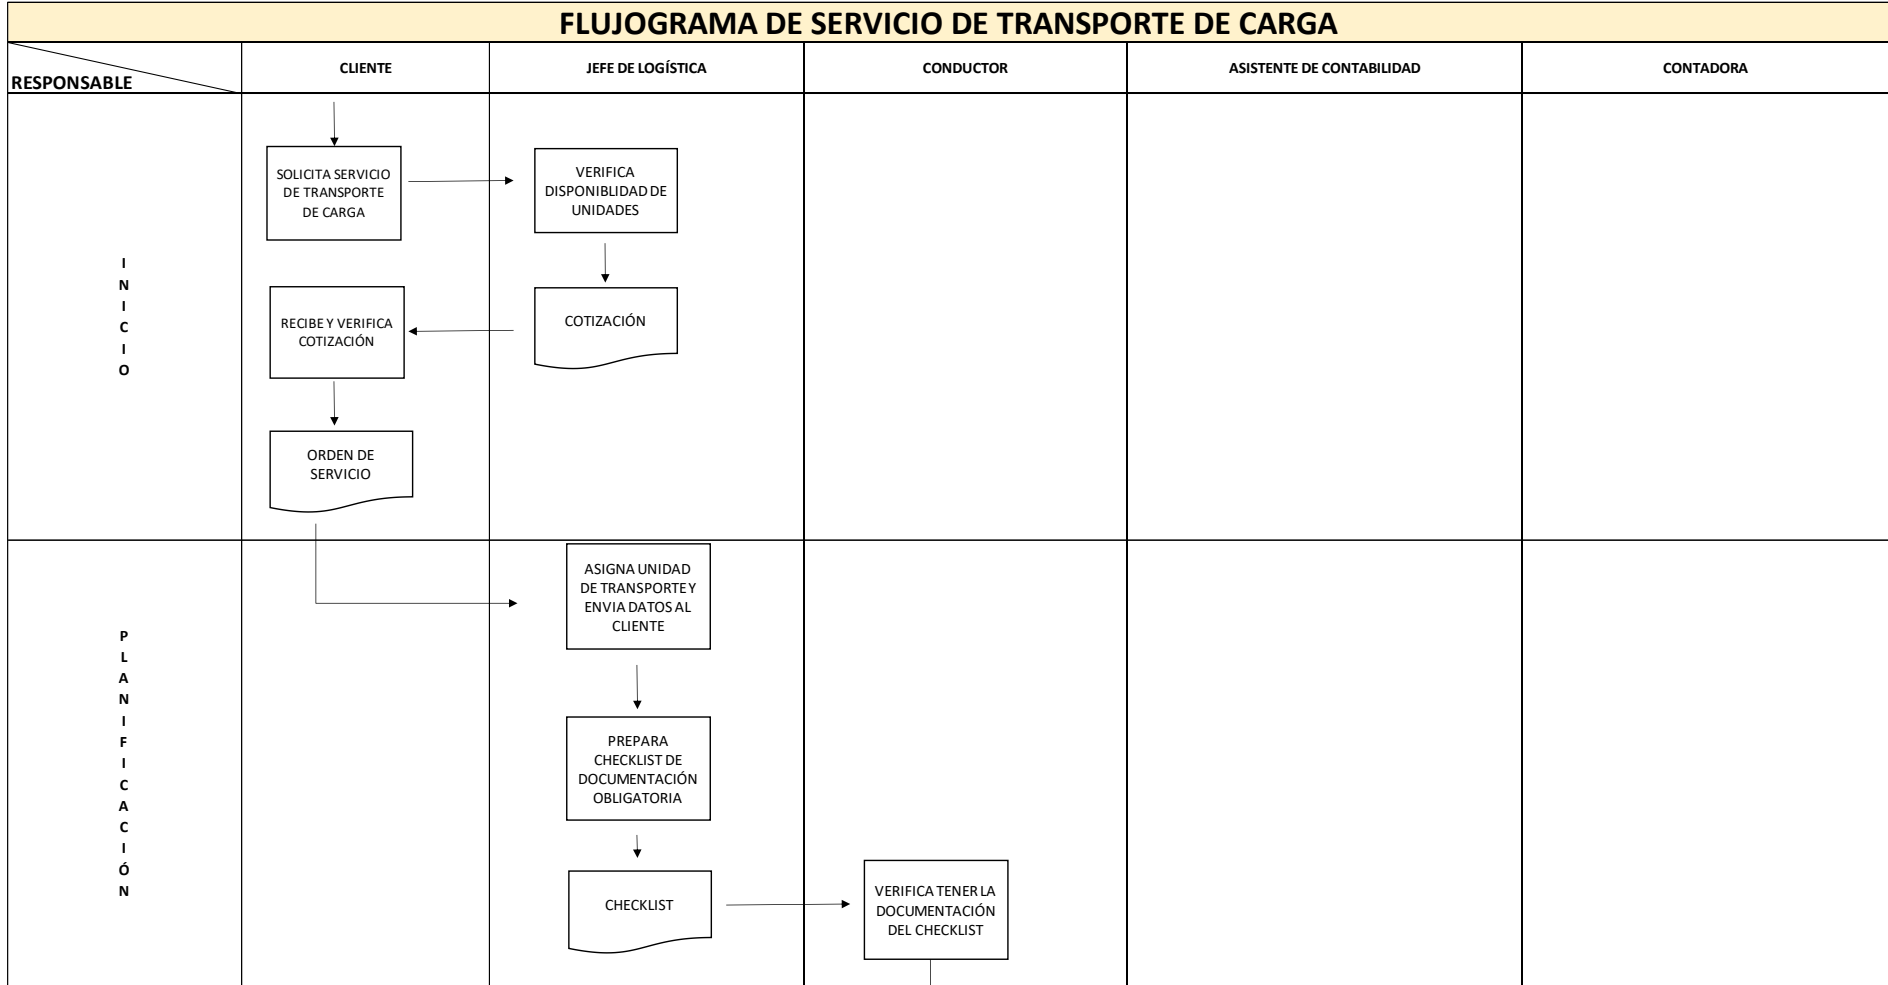 FLUJOGRAMA DE SERVICIO DE TRANSPORTE DE CARGA
RESPONSABLE
CLIENTE
JEFE DE LOGÍSTICA
CONDUCTOR
ASISTENTE DE CONTABILIDAD
CONTADORA
I
N
I
C
I
O
SOLICITA SERVICIO
DE TRANSPORTE
DE CARGA
VERIFICA
DISPONIBLIDAD DE
UNIDADES
RECIBE Y VERIFICA
COTIZACIÓN
COTIZACIÓN
ORDEN DE
SERVICIO
P
L
A
N
I
F
I
C
A
C
I
Ó
N
ASIGNA UNIDAD
DE TRANSPORTE Y
ENVIA DATOS AL
CLIENTE
PREPARA
CHECKLIST DE
DOCUMENTACIÓN
OBLIGATORIA
CHECKLIST
VERIFICA TENER LA
DOCUMENTACIÓN
DEL CHECKLIST